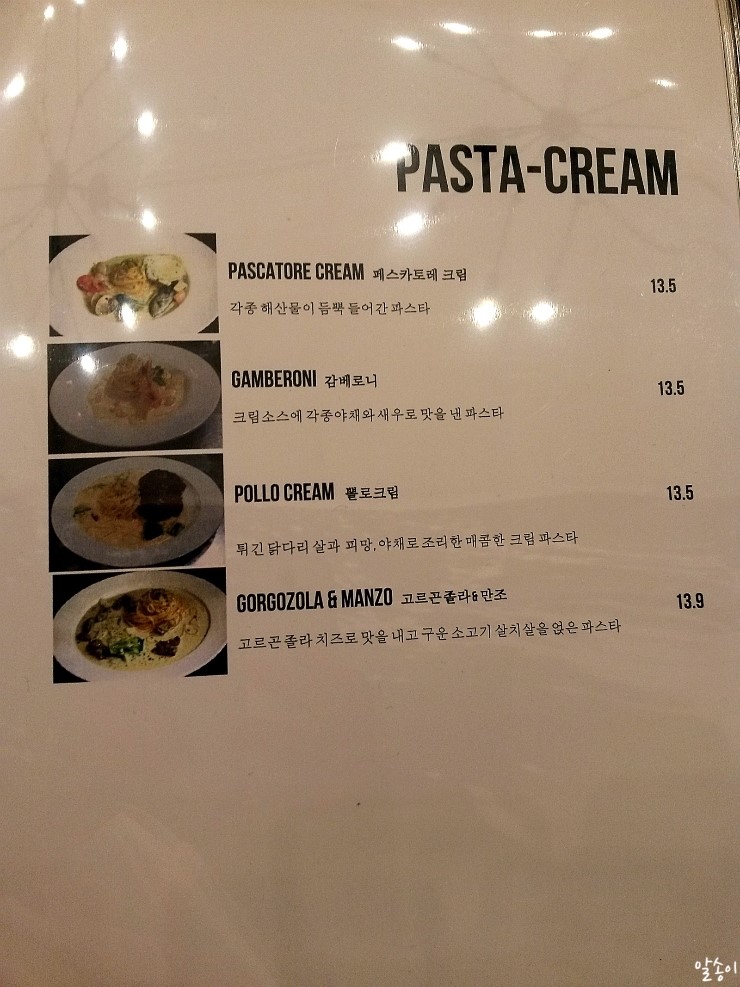 PASTA-CREAM
PASCATORE CREAM 페스카토레 크림
13.5
각종 해산물이 듬뿍 들어간 파스타
GAMBERONI 감베로니
13.5
크림소스에 각종야채와 새우로 맛을 낸 파스타
POLLO CREAM 뽈로크림
13.5
튀긴 닭다리 살과 피망, 야채로 조리한 매콤한 크림 파스타
GORGOZOLA & MANZO 고르곤졸라&만조
13.9
고르곤졸라 치즈로 맛을 내고 구운 소고기 살치살을 얹은 파스타
알송이